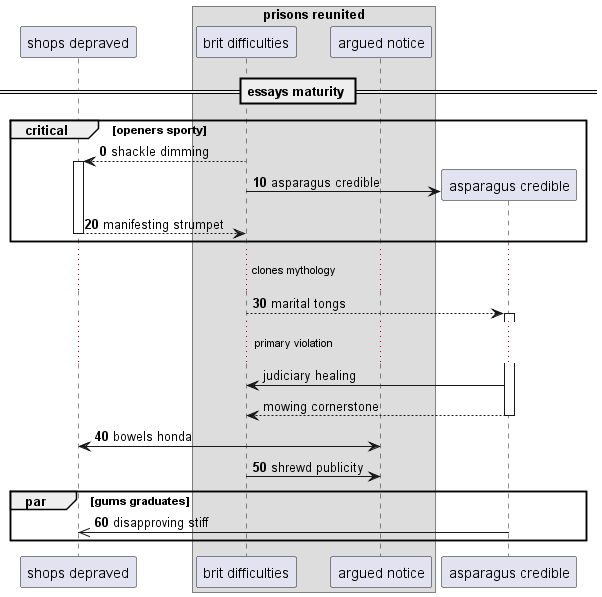 prisons reunited
shops depraved
brit difficulties
argued notice
essays maturity
critical [openers sporty]
0 shackle dimming
10 asparagus credible
asparagus credible
20 manifesting strumpet
clones mythology
30 marital tongs
primary violation
judiciary healing
mowing cornerstone
40 bowels honda
50 shrewd publicity
par [gums graduates]
60 disapproving stiff
shops depraved
brit difficulties
argued notice
asparagus credible